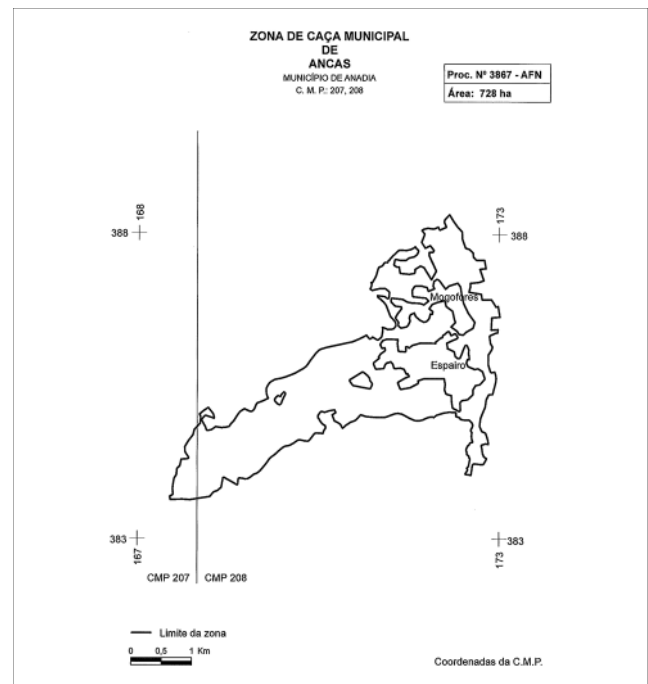 ZONA DE CAÇA MUNICIPAL
DE
ANCAS
MUNICÍPIO DE ANADIA
C. M. P.: 207, 208
Proc. Nº 3867 - AFN
Área: 728 ha
168
388
173
388
Mogofores
Espairo
383
167
383
173
CMP 207
CMP 208
Limite da zona
0 0,5 1 Km
Coordenadas da C.M.P.